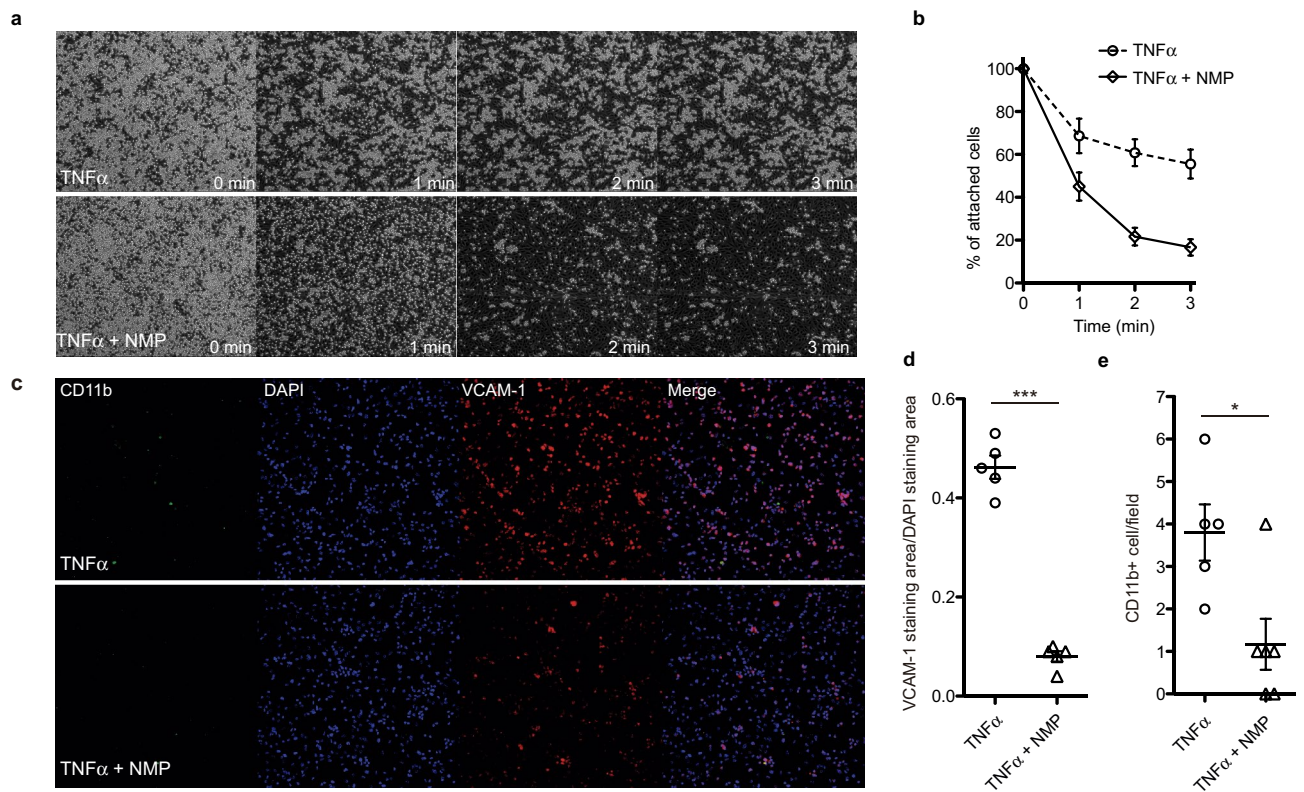 a
TNFα
0 min
1 min
2 min
3 min
TNFα + NMP
0 min
1 min
2 min
3 min
b
TNFα
TNFα + NMP
% of attached cells
100
80
60
40
20
0
0 1 2 3
Time (min)
c
CD11b
DAPI
VCAM-1
Merge
TNFα
TNFα + NMP
d
VCAM-1 staining area/DAPI staining area
0.6
0.4
0.2
0.0
***
TNFα
TNFα + NMP
e
CD11b+ cell/field
7
6
5
4
3
2
1
0
*
TNFα
TNFα + NMP